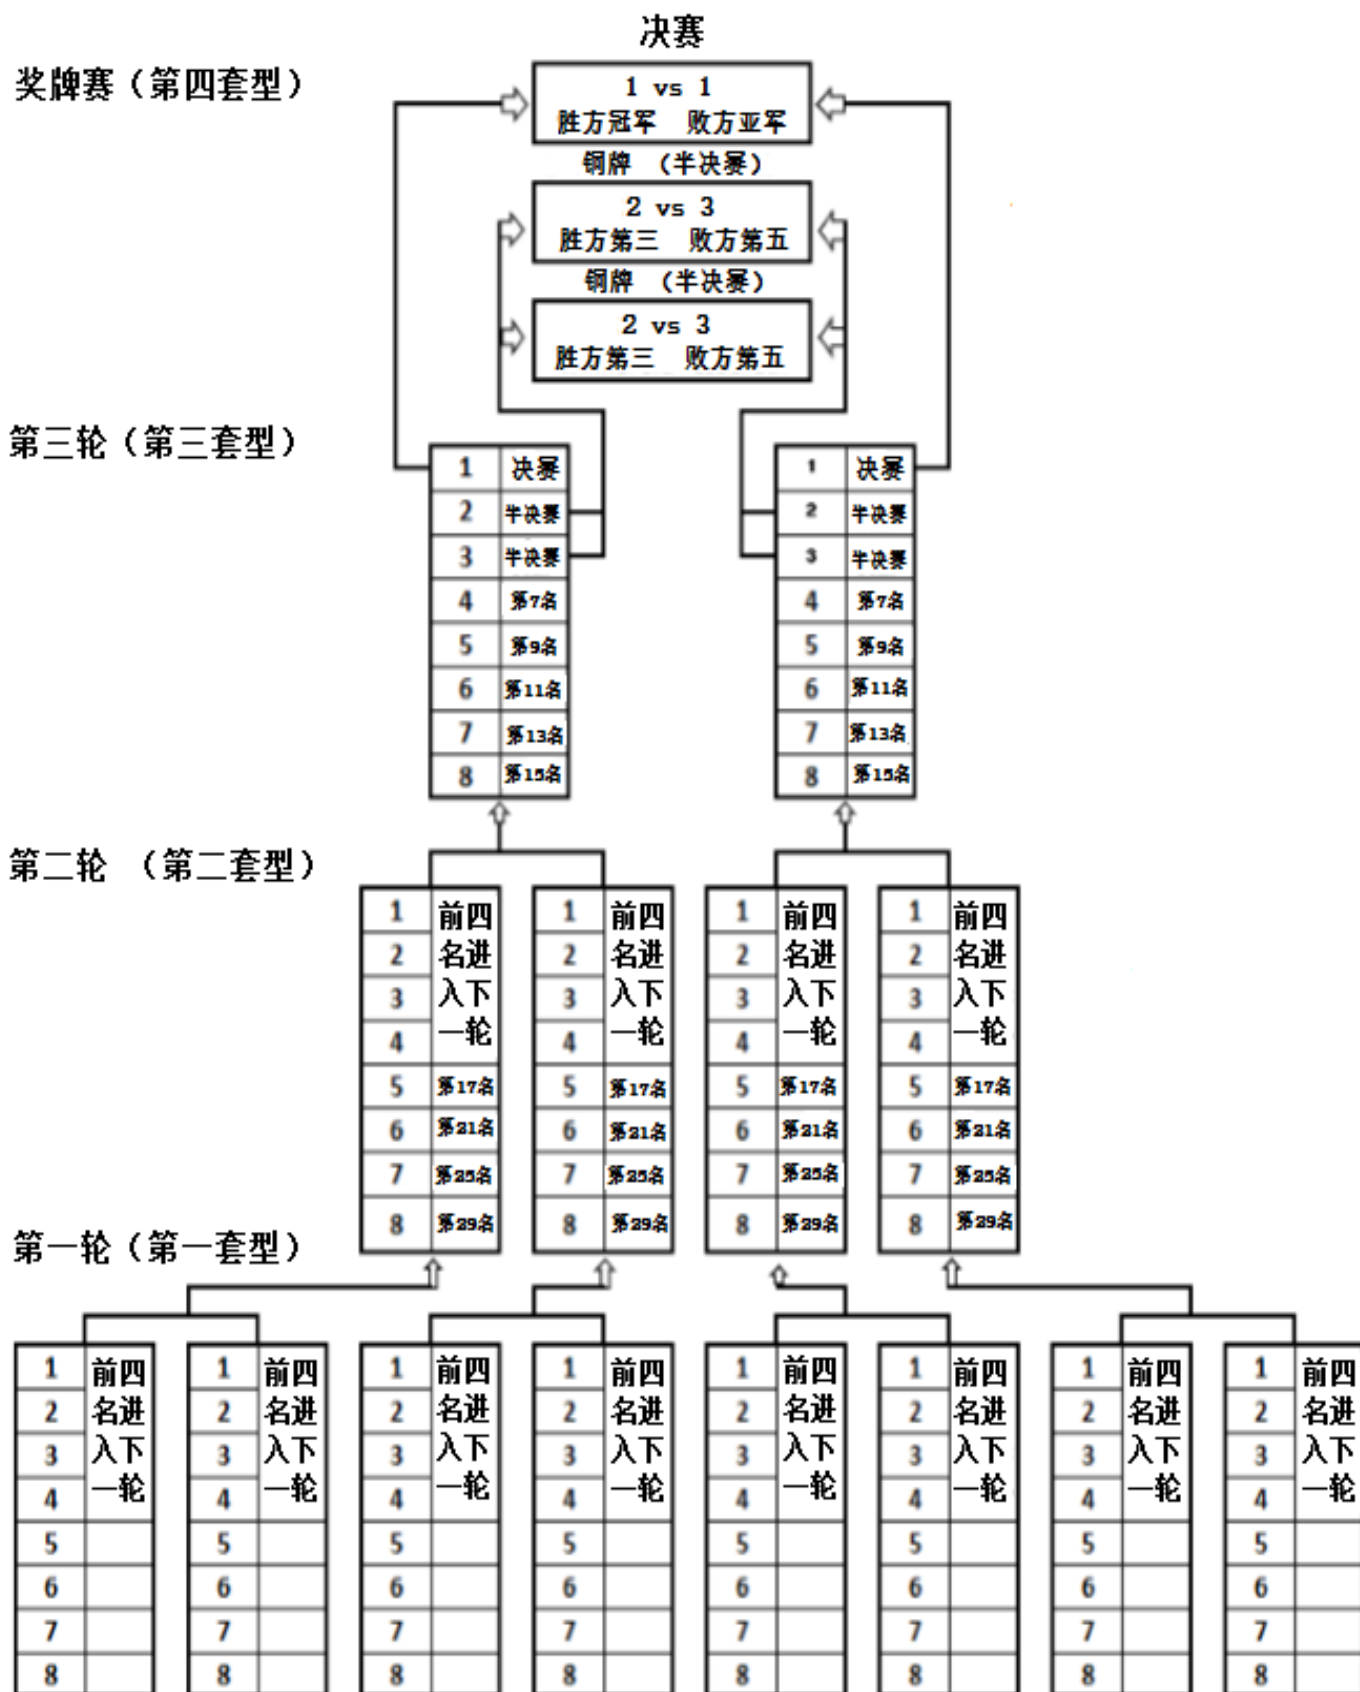 决赛
奖牌赛（第四套型）
1 vs 1
胜方冠军 败方亚军
铜牌 （半决赛）
2 vs 3
胜方第三 败方第五
铜牌 （半决赛）
2 vs 3
胜方第三 败方第五
第三轮（第三套型）
1 决赛 1 决赛
2 半决赛 2 半决赛
3 半决赛 3 半决赛
4 第7名 4 第7名
5 第9名 5 第9名
6 第11名 6 第11名
7 第13名 7 第13名
8 第15名 8 第15名
第二轮 （第二套型）
1 前四 1 前四 1 前四 1 前四
2 名进 2 名进 2 名进 2 名进
3 入下 3 入下 3 入下 3 入下
4 一轮 4 一轮 4 一轮 4 一轮
5 第17名 5 第17名 5 第17名 5 第17名
6 第21名 6 第21名 6 第21名 6 第21名
7 第25名 7 第25名 7 第25名 7 第25名
8 第29名 8 第29名 8 第29名 8 第29名
第一轮（第一套型）
1 前四 1 前四 1 前四 1 前四 1 前四 1 前四 1 前四 1 前四
2 名进 2 名进 2 名进 2 名进 2 名进 2 名进 2 名进 2 名进
3 入下 3 入下 3 入下 3 入下 3 入下 3 入下 3 入下 3 入下
4 一轮 4 一轮 4 一轮 4 一轮 4 一轮 4 一轮 4 一轮 4 一轮
5 5 5 5 5 5 5 5
6 6 6 6 6 6 6 6
7 7 7 7 7 7 7 7
8 8 8 8 8 8 8 8